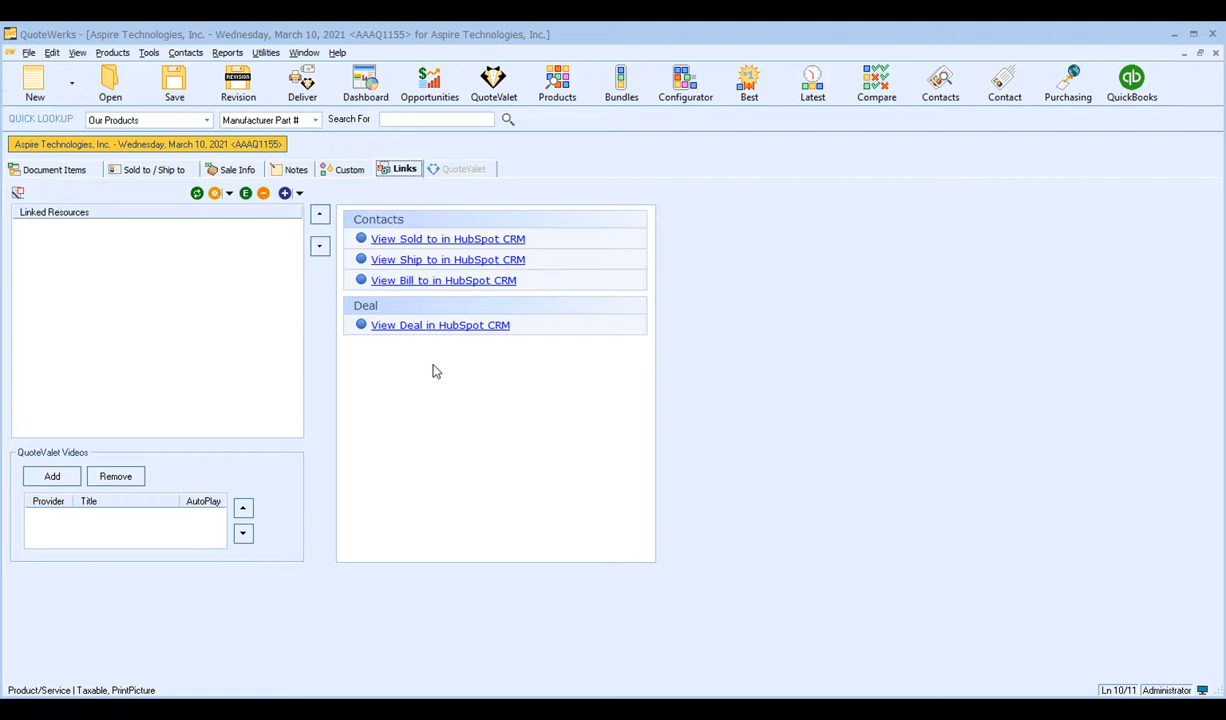 QuoteWerks - [Aspire Technologies, Inc. - Wednesday, March 10, 2021 <AAAQ1155> for Aspire Technologies, Inc.]
File Edit View Products Tools Contacts Reports Utilities Window Help
New Open Save Revision Deliver Dashboard Opportunities QuoteValet Products Bundles Configurator Best Latest Compare Contacts Contact Purchasing QuickBooks
QUICK LOOKUP Our Products Manufacturer Part # Search For
Aspire Technologies, Inc. - Wednesday, March 10, 2021 <AAAQ1155>
Document Items Sold to / Ship to Sale Info Notes Custom Links QuoteValet
Linked Resources
Contacts
View Sold to in HubSpot CRM
View Ship to in HubSpot CRM
View Bill to in HubSpot CRM
Deal
View Deal in HubSpot CRM
QuoteValet Videos
Add Remove
Provider Title AutoPlay
Product/Service | Taxable, PrintPicture Ln 10/11 Administrator